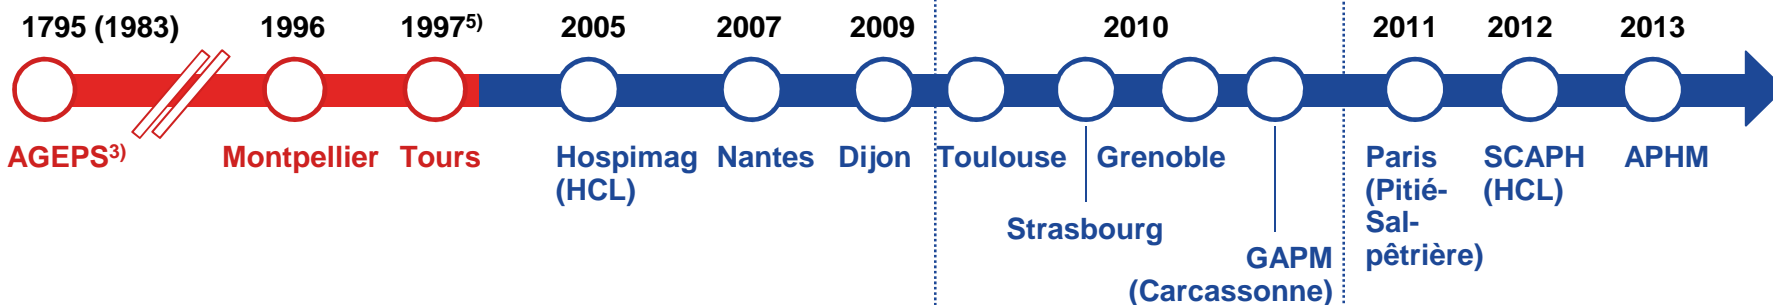 1795 (1983) 1996 1997⁵⁾ 2005 2007 2009 2010 2011 2012 2013
AGEPS³⁾ Montpellier Tours Hospimag Nantes Dijon Toulouse Grenoble Paris SCAPH APHM
(HCL) (Pitié- (HCL)
Sal-
Strasbourg
pêtrière)
GAPM
(Carcassonne)